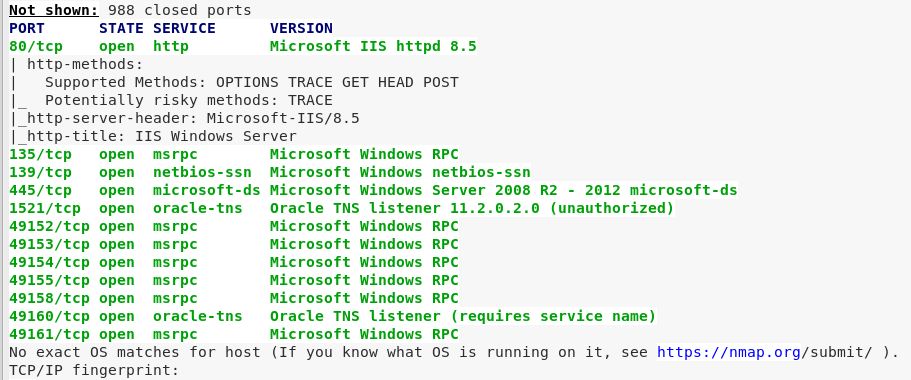 Not shown: 988 closed ports
PORT      STATE SERVICE      VERSION
80/tcp    open  http         Microsoft IIS httpd 8.5
| http-methods:
|   Supported Methods: OPTIONS TRACE GET HEAD POST
|_  Potentially risky methods: TRACE
|_http-server-header: Microsoft-IIS/8.5
|_http-title: IIS Windows Server
135/tcp   open  msrpc        Microsoft Windows RPC
139/tcp   open  netbios-ssn  Microsoft Windows netbios-ssn
445/tcp   open  microsoft-ds Microsoft Windows Server 2008 R2 - 2012 microsoft-ds
1521/tcp  open  oracle-tns   Oracle TNS listener 11.2.0.2.0 (unauthorized)
49152/tcp open  msrpc        Microsoft Windows RPC
49153/tcp open  msrpc        Microsoft Windows RPC
49154/tcp open  msrpc        Microsoft Windows RPC
49155/tcp open  msrpc        Microsoft Windows RPC
49158/tcp open  msrpc        Microsoft Windows RPC
49160/tcp open  oracle-tns   Oracle TNS listener (requires service name)
49161/tcp open  msrpc        Microsoft Windows RPC
No exact OS matches for host (If you know what OS is running on it, see https://nmap.org/submit/ ).
TCP/IP fingerprint: